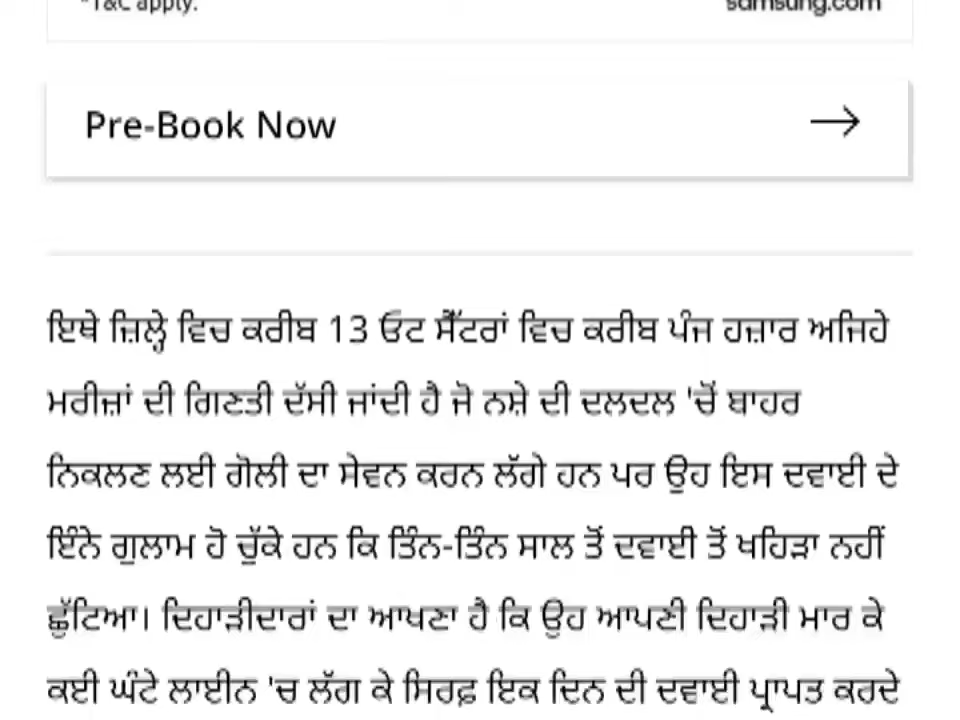 *T&C apply. samsung.com
Pre-Book Now
ਇਥੇ ਜ਼ਿਲ੍ਹੇ ਵਿਚ ਕਰੀਬ 13 ਓਟ ਸੈਂਟਰਾਂ ਵਿਚ ਕਰੀਬ ਪੰਜ ਹਜ਼ਾਰ ਅਜਿਹੇ
ਮਰੀਜ਼ਾਂ ਦੀ ਗਿਣਤੀ ਦੱਸੀ ਜਾਂਦੀ ਹੈ ਜੋ ਨਸ਼ੇ ਦੀ ਦਲਦਲ 'ਚੋਂ ਬਾਹਰ
ਨਿਕਲਣ ਲਈ ਗੋਲੀ ਦਾ ਸੇਵਨ ਕਰਨ ਲੱਗੇ ਹਨ ਪਰ ਉਹ ਇਸ ਦਵਾਈ ਦੇ
ਇੰਨੇ ਗੁਲਾਮ ਹੋ ਚੁੱਕੇ ਹਨ ਕਿ ਤਿੰਨ-ਤਿੰਨ ਸਾਲ ਤੋਂ ਦਵਾਈ ਤੋਂ ਖਹਿੜਾ ਨਹੀਂ
ਛੁੱਟਿਆ। ਦਿਹਾੜੀਦਾਰਾਂ ਦਾ ਆਖਣਾ ਹੈ ਕਿ ਉਹ ਆਪਣੀ ਦਿਹਾੜੀ ਮਾਰ ਕੇ
ਕਈ ਘੰਟੇ ਲਾਈਨ 'ਚ ਲੱਗ ਕੇ ਸਿਰਫ਼ ਇਕ ਦਿਨ ਦੀ ਦਵਾਈ ਪ੍ਰਾਪਤ ਕਰਦੇ